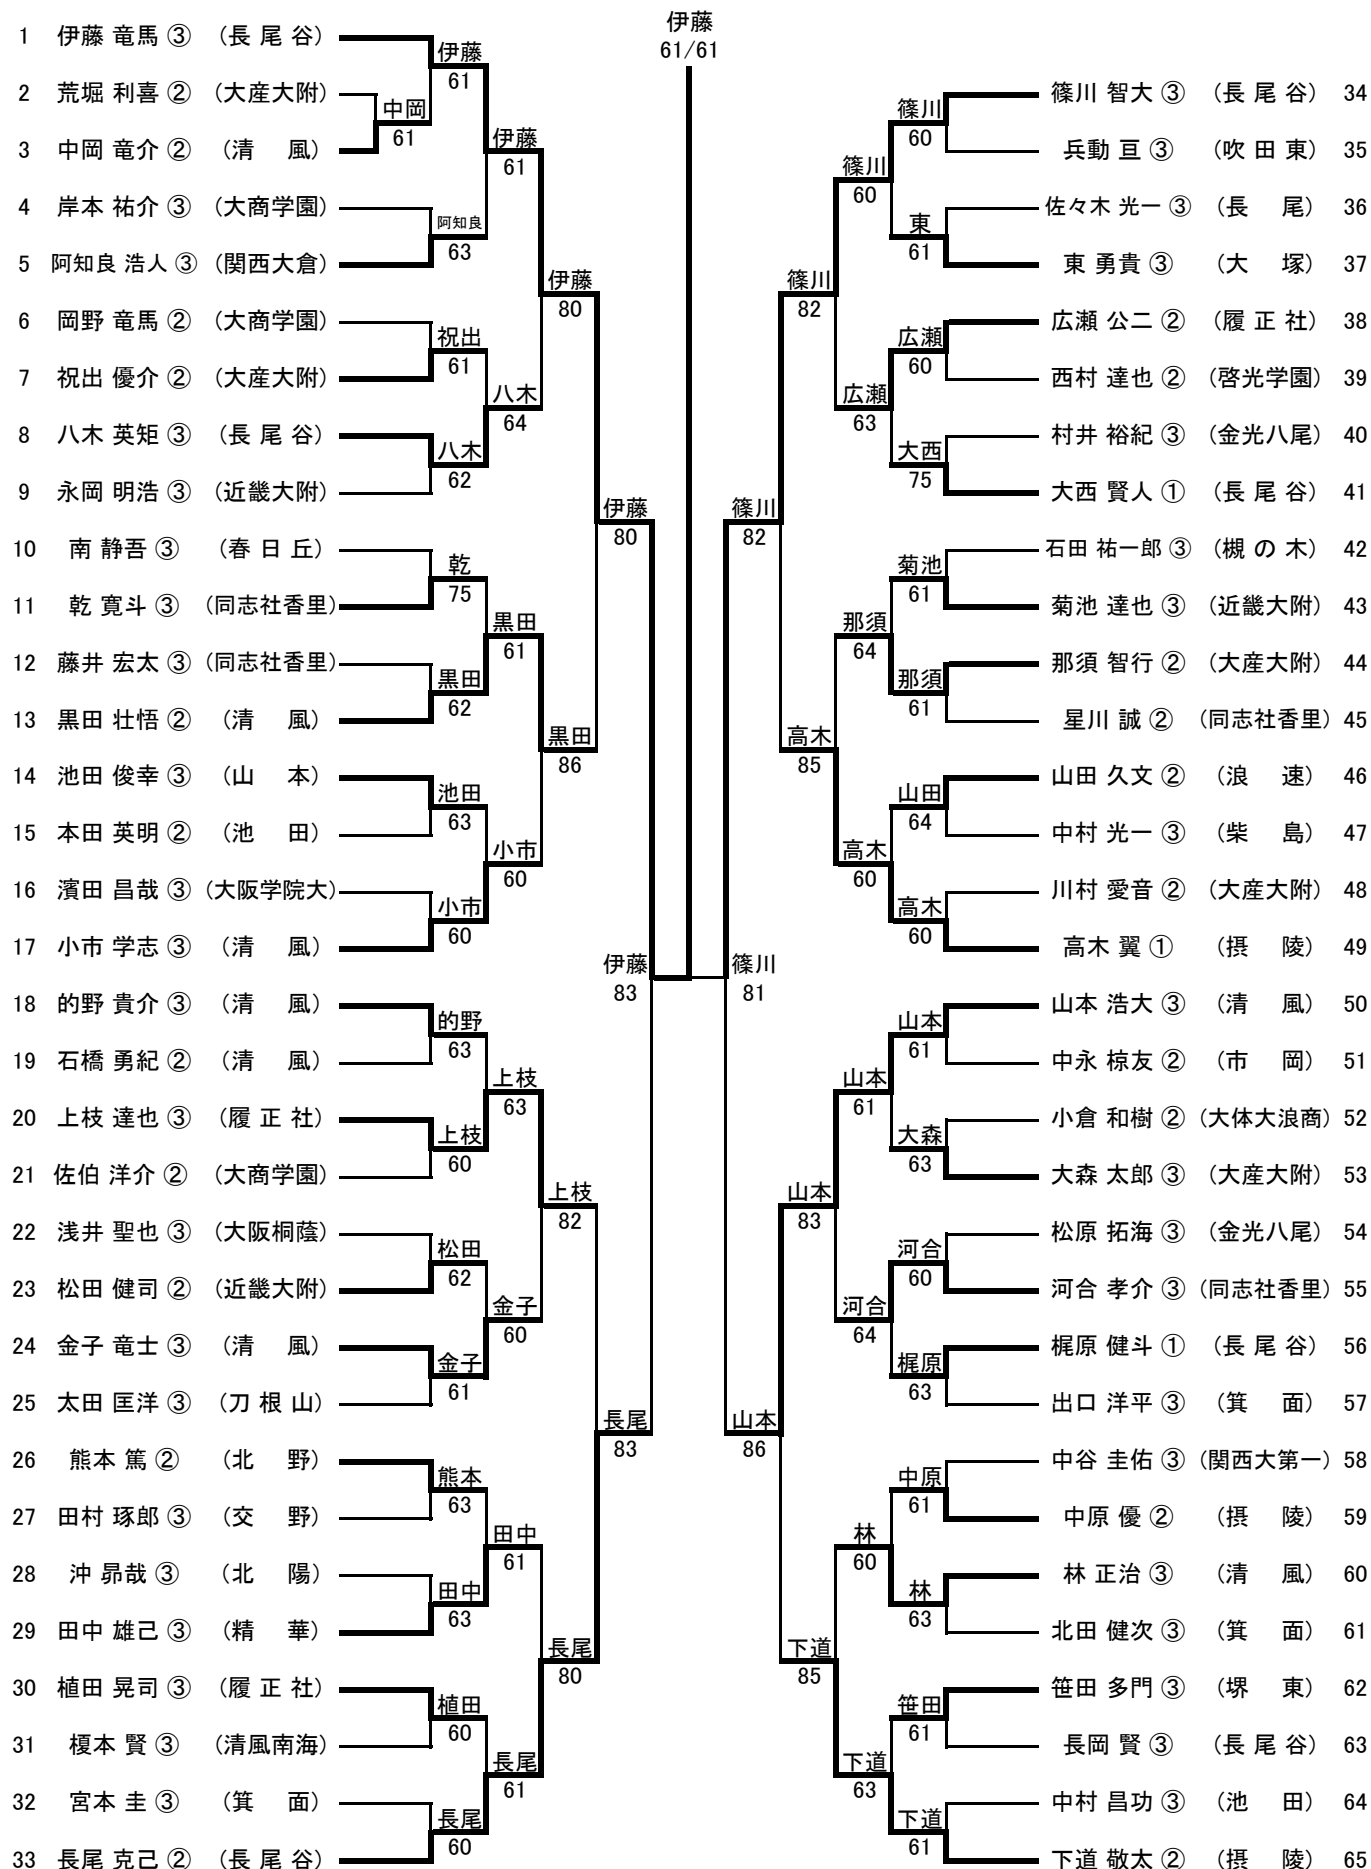 伊藤
61/61
1 伊藤 竜馬 ③ （長 尾 谷）
2 荒堀 利喜 ② （大産大附）
3 中岡 竜介 ② （清　風）
4 岸本 祐介 ③ （大商学園）
5 阿知良 浩人 ③ （関西大倉）
6 岡野 竜馬 ② （大商学園）
7 祝出 優介 ② （大産大附）
8 八木 英矩 ③ （長 尾 谷）
9 永岡 明浩 ③ （近畿大附）
10 南 静吾 ③ （春 日 丘）
11 乾 寛斗 ③ （同志社香里）
12 藤井 宏太 ③ （同志社香里）
13 黒田 壮悟 ② （清　風）
14 池田 俊幸 ③ （山　本）
15 本田 英明 ② （池　田）
16 濱田 昌哉 ③ （大阪学院大）
17 小市 学志 ③ （清　風）
18 的野 貴介 ③ （清　風）
19 石橋 勇紀 ② （清　風）
20 上枝 達也 ③ （履 正 社）
21 佐伯 洋介 ② （大商学園）
22 浅井 聖也 ③ （大阪桐蔭）
23 松田 健司 ② （近畿大附）
24 金子 竜士 ③ （清　風）
25 太田 匡洋 ③ （刀 根 山）
26 熊本 篤 ② （北　野）
27 田村 琢郎 ③ （交　野）
28 沖 昴哉 ③ （北　陽）
29 田中 雄己 ③ （精　華）
30 植田 晃司 ③ （履 正 社）
31 榎本 賢 ③ （清風南海）
32 宮本 圭 ③ （箕　面）
33 長尾 克己 ② （長 尾 谷）
中岡
61
伊藤
61
阿知良
63
祝出
61
八木
62
乾
75
黒田
62
池田
63
小市
60
的野
63
上枝
60
松田
62
金子
61
熊本
63
田中
63
植田
60
長尾
60
伊藤
61
八木
64
黒田
61
小市
60
上枝
63
金子
60
田中
61
長尾
61
伊藤
80
黒田
86
上枝
82
長尾
80
伊藤
80
長尾
83
伊藤
83
篠川
81
篠川
82
山本
86
篠川
82
高木
85
山本
83
下道
85
篠川
60
広瀬
63
那須
64
高木
60
山本
61
河合
64
林
60
下道
63
篠川
60
東
61
広瀬
60
大西
75
菊池
61
那須
61
山田
64
高木
60
山本
61
大森
63
河合
60
梶原
63
中原
61
林
63
笹田
61
下道
61
篠川 智大 ③ （長 尾 谷） 34
兵動 亘 ③ （吹 田 東） 35
佐々木 光一 ③ （長　尾） 36
東 勇貴 ③ （大　塚） 37
広瀬 公二 ② （履 正 社） 38
西村 達也 ② （啓光学園） 39
村井 裕紀 ③ （金光八尾） 40
大西 賢人 ① （長 尾 谷） 41
石田 祐一郎 ③ （槻 の 木） 42
菊池 達也 ③ （近畿大附） 43
那須 智行 ② （大産大附） 44
星川 誠 ② （同志社香里） 45
山田 久文 ② （浪　速） 46
中村 光一 ③ （柴　島） 47
川村 愛音 ② （大産大附） 48
高木 翼 ① （摂　陵） 49
山本 浩大 ③ （清　風） 50
中永 椋友 ② （市　岡） 51
小倉 和樹 ② （大体大浪商） 52
大森 太郎 ③ （大産大附） 53
松原 拓海 ③ （金光八尾） 54
河合 孝介 ③ （同志社香里） 55
梶原 健斗 ① （長 尾 谷） 56
出口 洋平 ③ （箕　面） 57
中谷 圭佑 ③ （関西大第一） 58
中原 優 ② （摂　陵） 59
林 正治 ③ （清　風） 60
北田 健次 ③ （箕　面） 61
笹田 多門 ③ （堺　東） 62
長岡 賢 ③ （長 尾 谷） 63
中村 昌功 ③ （池　田） 64
下道 敬太 ② （摂　陵） 65